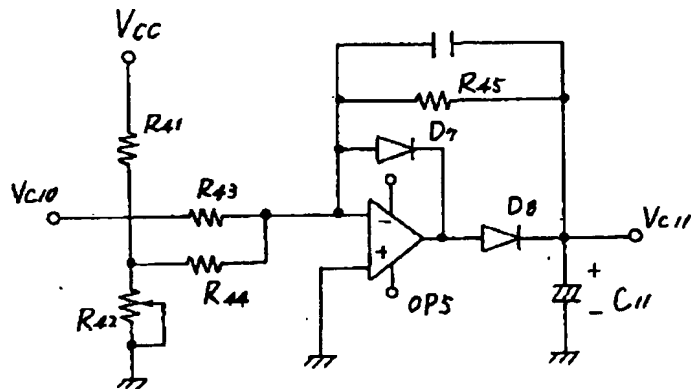 VCC
R45
R41
D7
VC10
R43
D8
VC11
-
+
+
R44
- C11
R42
OP5